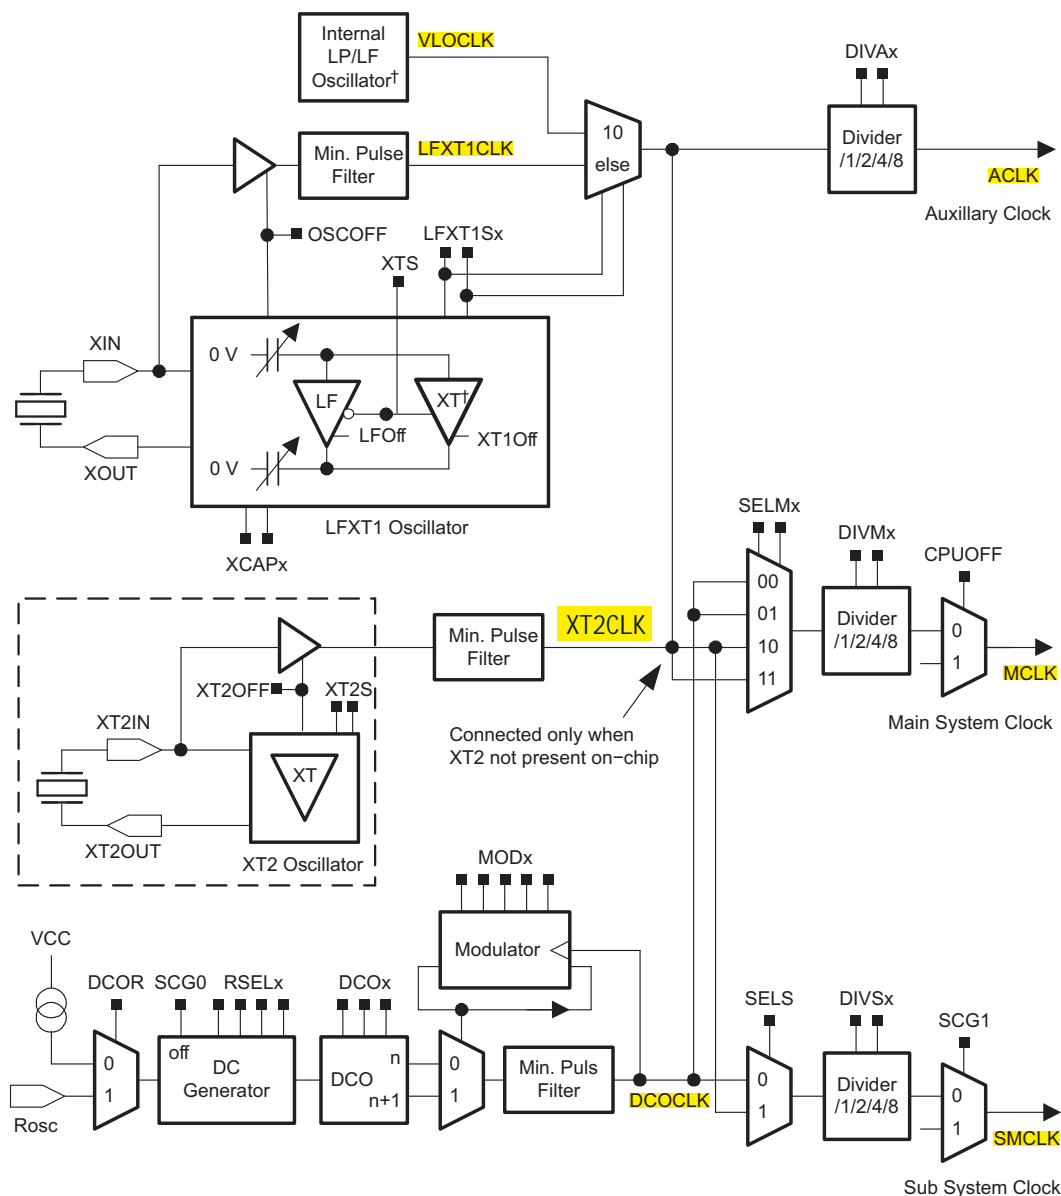 Internal
LP/LF
Oscillator†
VLOCLK
DIVAx
10
else
Divider
/1/2/4/8
Min. Pulse
Filter
LFXT1CLK
ACLK
Auxillary Clock
OSCOFF
LFXT1Sx
XTS
XIN
0 V
LF
XT†
LFOff
XT1Off
0 V
XOUT
LFXT1 Oscillator
XCAPx
SELMx
DIVMx
CPUOFF
00
01
10
11
Divider
/1/2/4/8
0
1
MCLK
Main System Clock
Min. Pulse
Filter
XT2CLK
XT2OFF
XT2S
XT2IN
XT
XT2OUT
XT2 Oscillator
Connected only when
XT2 not present on−chip
MODx
Modulator
VCC
DCOR
SCG0
RSELx
DCOx
0
1
off
DC
Generator
DCO
n
n+1
0
1
Min. Puls
Filter
DCOCLK
Rosc
SELS
DIVSx
SCG1
0
1
Divider
/1/2/4/8
0
1
SMCLK
Sub System Clock